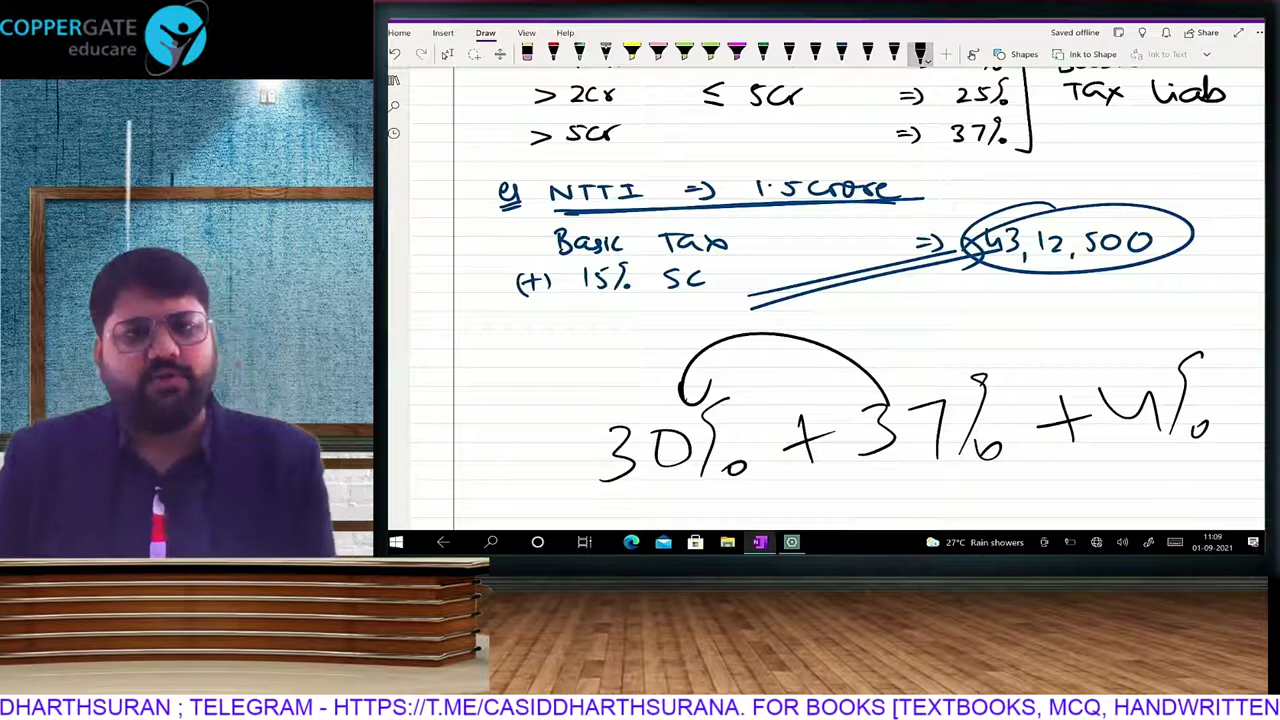 COPPERGATE
educare
Home Insert Draw View Help
Saved offline
Share
Shapes
Ink to Shape
Ink to Text
> 2Cr ≤ 5Cr => 25%
Tax Liab
> 5Cr => 37%
eg NTTI => 1.5 crore
Basic Tax => 43,12,500
(+) 15% SC
30% + 37% + 4%
27°C Rain showers
11:09
01-09-2021
DHARTHSURAN ; TELEGRAM - HTTPS://T.ME/CASIDDHARTHSURANA. FOR BOOKS [TEXTBOOKS, MCQ, HANDWRITTEN